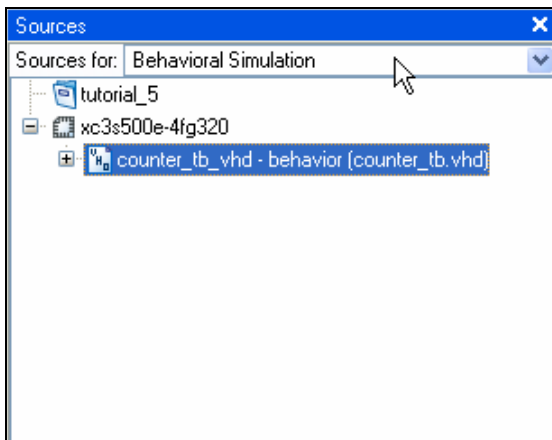 Sources
Sources for: Behavioral Simulation
tutorial_5
xc3s500e-4fg320
counter_tb_vhd - behavior (counter_tb.vhd)